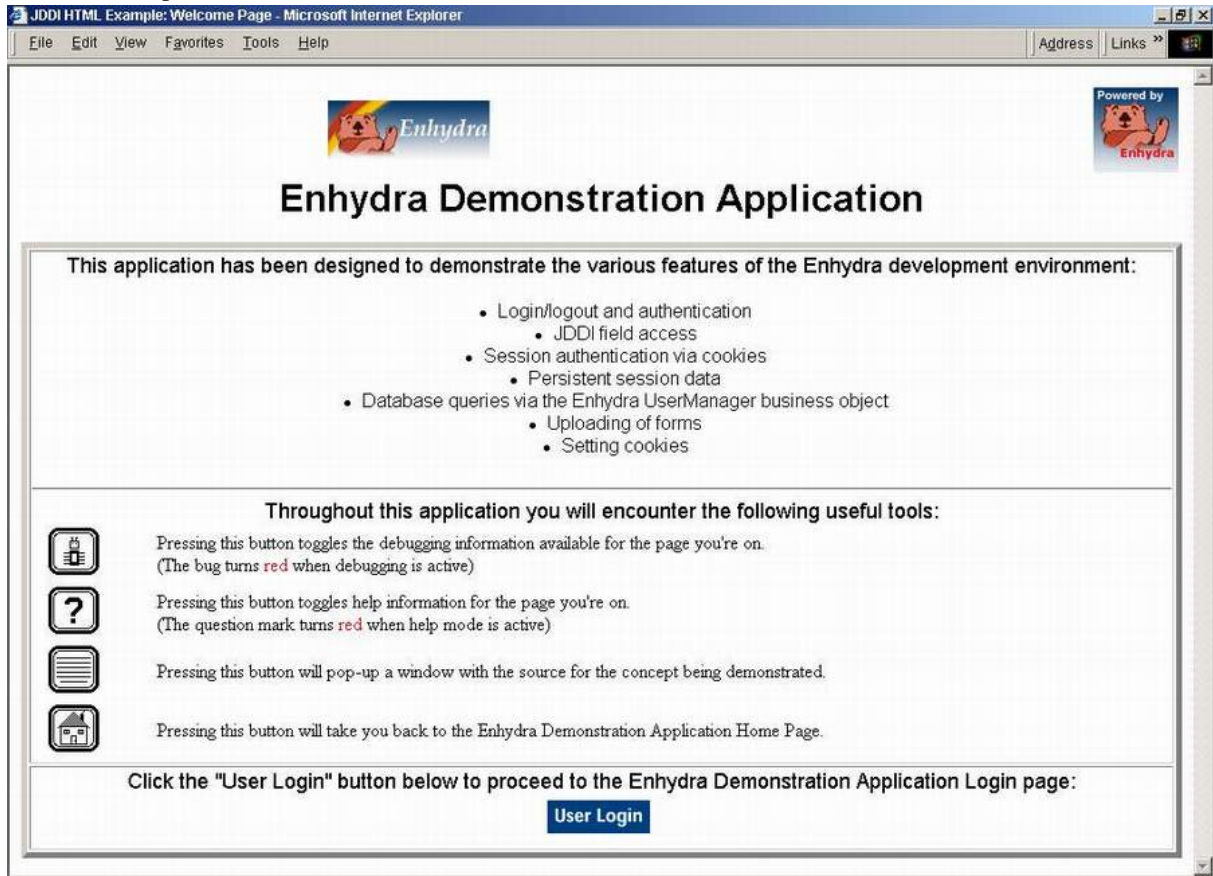 JDDI HTML Example: Welcome Page - Microsoft Internet Explorer
File Edit View Favorites Tools Help Address Links »
Enhydra
Powered by
Enhydra
Enhydra Demonstration Application
This application has been designed to demonstrate the various features of the Enhydra development environment:
• Login/logout and authentication
• JDDI field access
• Session authentication via cookies
• Persistent session data
• Database queries via the Enhydra UserManager business object
• Uploading of forms
• Setting cookies
Throughout this application you will encounter the following useful tools:
Pressing this button toggles the debugging information available for the page you're on.
(The bug turns red when debugging is active)
?
Pressing this button toggles help information for the page you're on.
(The question mark turns red when help mode is active)
Pressing this button will pop-up a window with the source for the concept being demonstrated.
Pressing this button will take you back to the Enhydra Demonstration Application Home Page.
Click the "User Login" button below to proceed to the Enhydra Demonstration Application Login page:
User Login